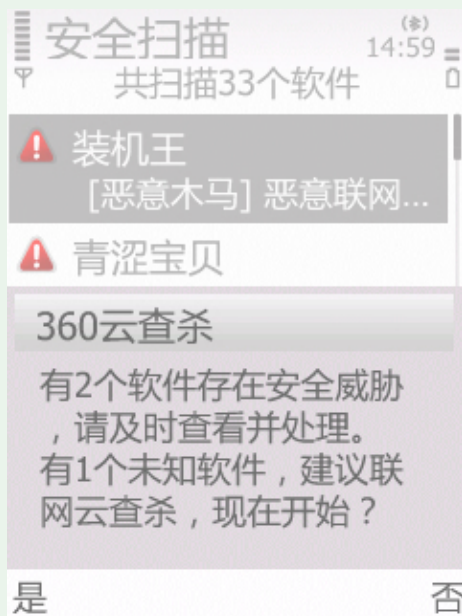 安全扫描
14:59
共扫描33个软件
装机王
[恶意木马] 恶意联网...
青涩宝贝
360云查杀
有2个软件存在安全威胁
，请及时查看并处理。
有1个未知软件，建议联
网云查杀，现在开始？
是 否